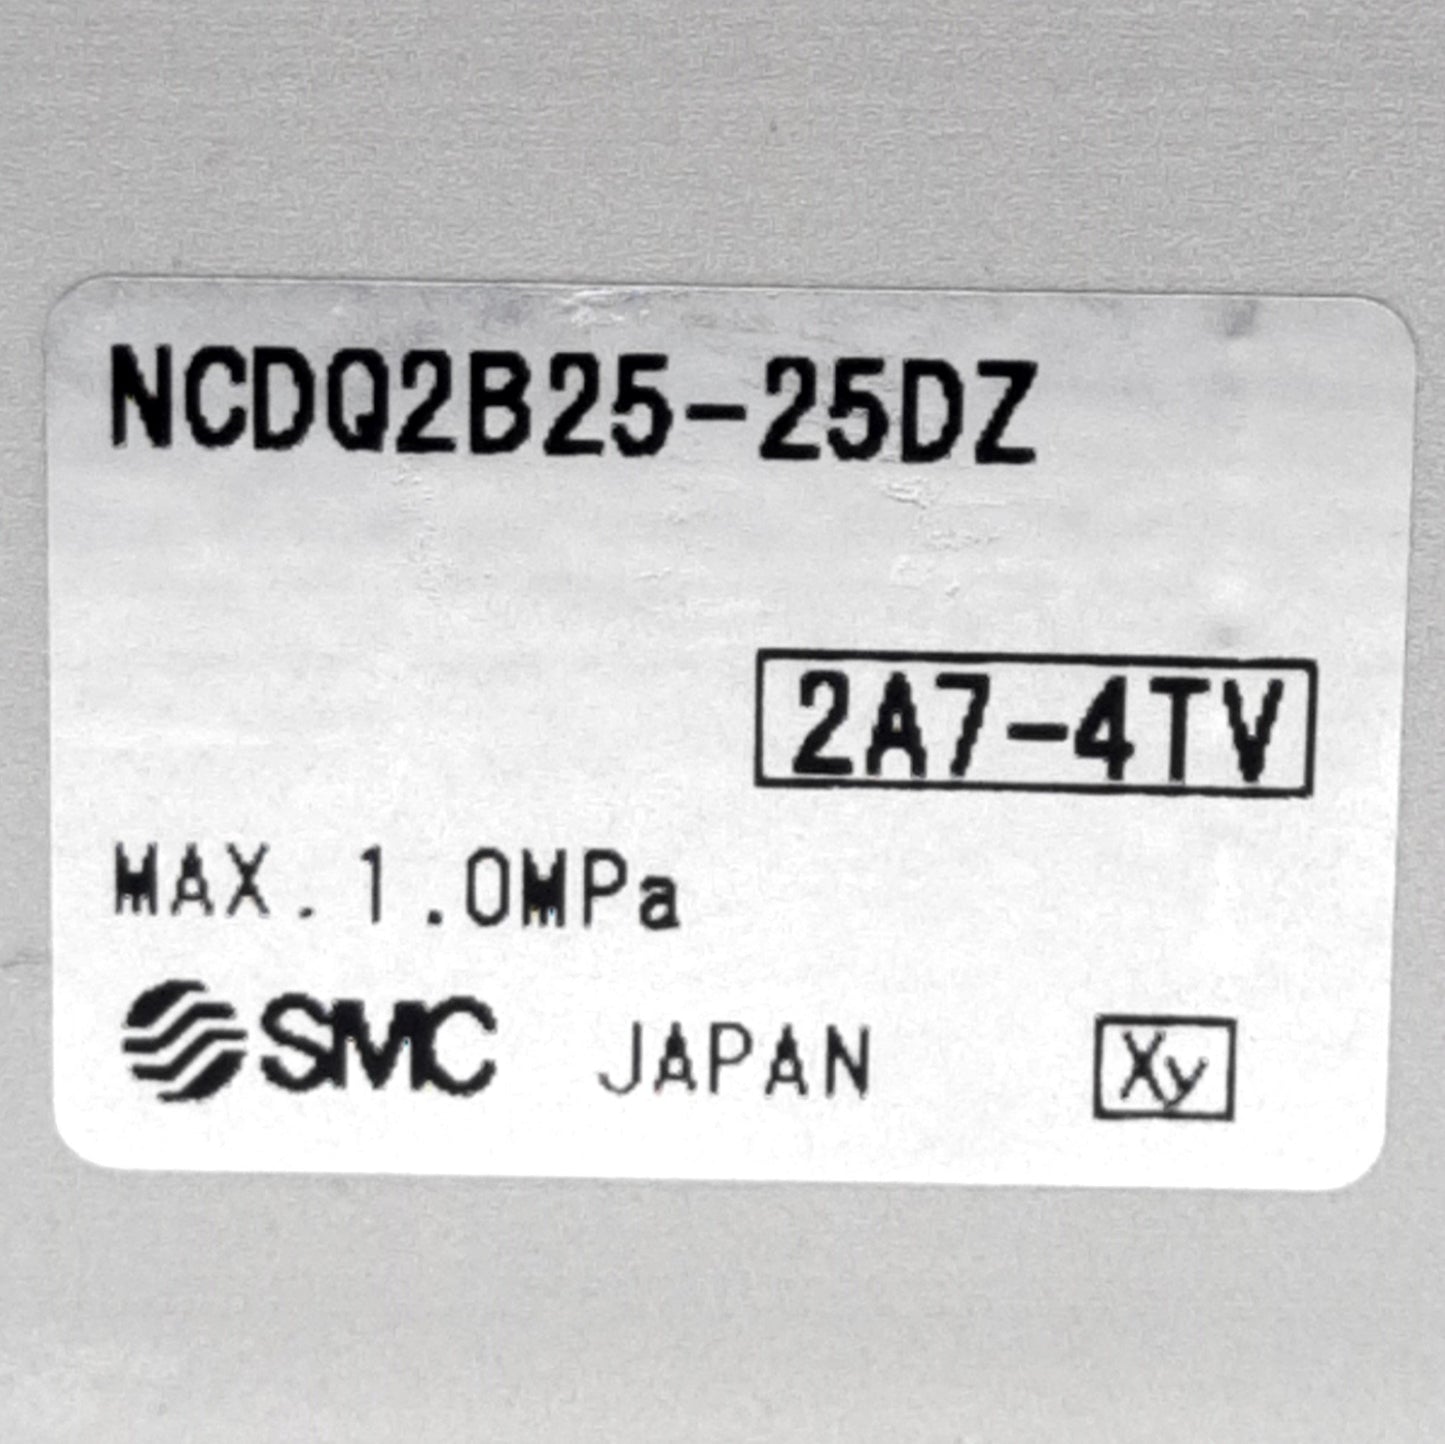 NCDQ2B25-25DZ
2A7-4TV
MAX. 1.0MPa
SMC JAPAN Xy